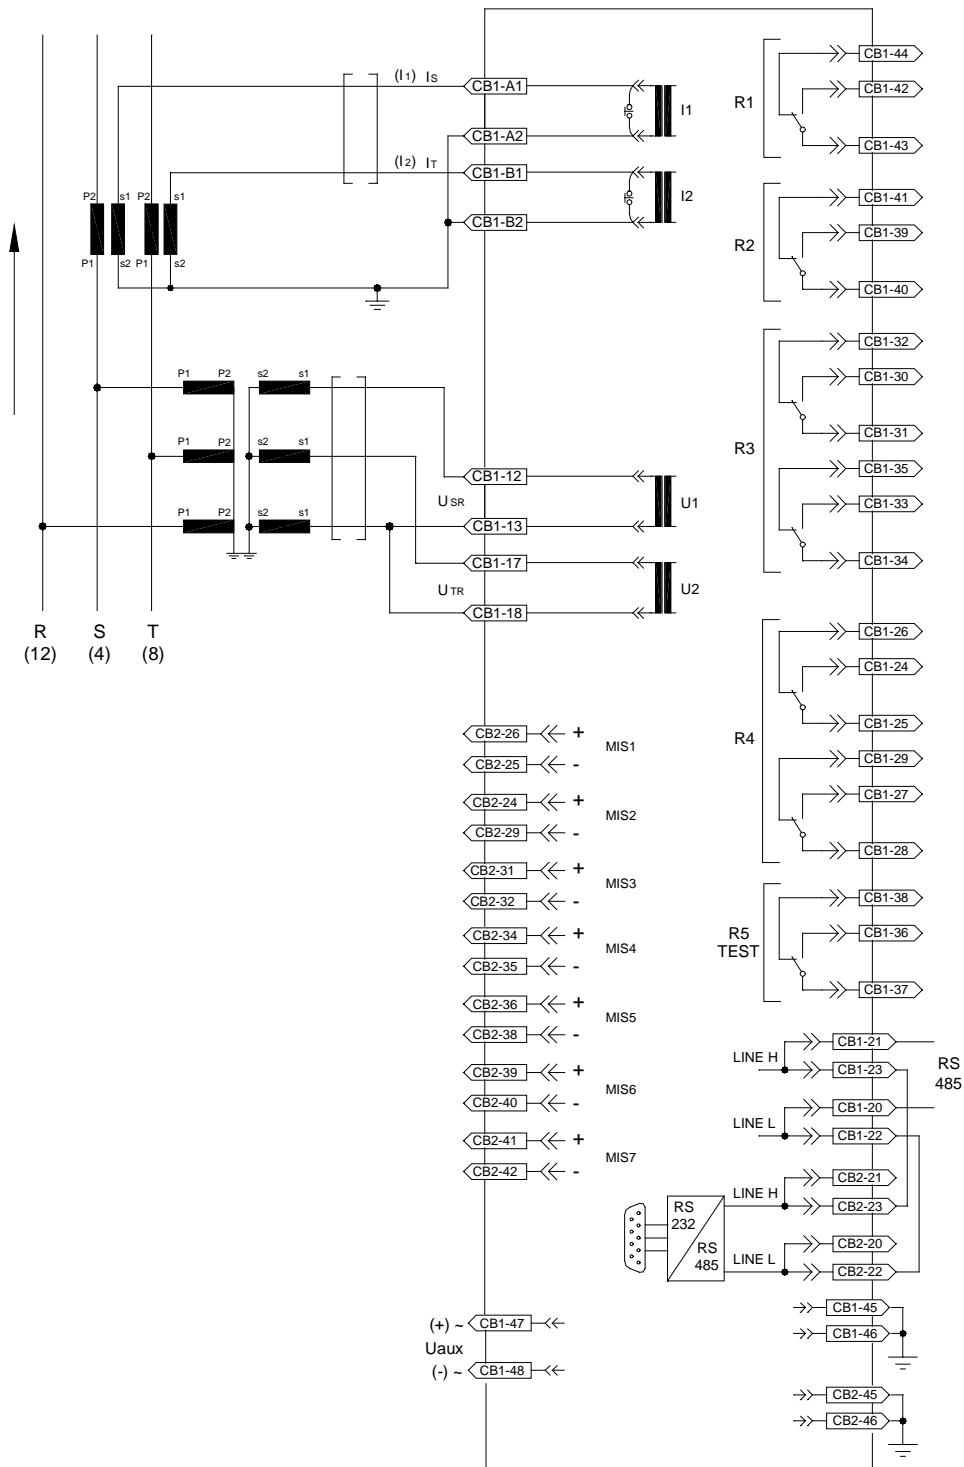 (I1) IS
CB1-A1
I1
CB1-A2
(I2) IT
CB1-B1
I2
CB1-B2
P2 s1 P2 s1
P1 s2 P1 s2
P1 P2 s2 s1
P1 P2 s2 s1
P1 P2 s2 s1
CB1-12
USR
U1
CB1-13
CB1-17
UTR
U2
CB1-18
R S T
(12) (4) (8)
CB2-26 +
MIS1
CB2-25 -
CB2-24 +
MIS2
CB2-29 -
CB2-31 +
MIS3
CB2-32 -
CB2-34 +
MIS4
CB2-35 -
CB2-36 +
MIS5
CB2-38 -
CB2-39 +
MIS6
CB2-40 -
CB2-41 +
MIS7
CB2-42 -
(+) ~ CB1-47
Uaux
(-) ~ CB1-48
CB1-44
CB1-42
R1
CB1-43
CB1-41
CB1-39
R2
CB1-40
CB1-32
CB1-30
CB1-31
R3
CB1-35
CB1-33
CB1-34
CB1-26
CB1-24
CB1-25
R4
CB1-29
CB1-27
CB1-28
CB1-38
CB1-36
R5
TEST
CB1-37
CB1-21
LINE H
CB1-23
RS
485
CB1-20
LINE L
CB1-22
CB2-21
LINE H
CB2-23
RS
232
RS
485
CB2-20
LINE L
CB2-22
CB1-45
CB1-46
CB2-45
CB2-46